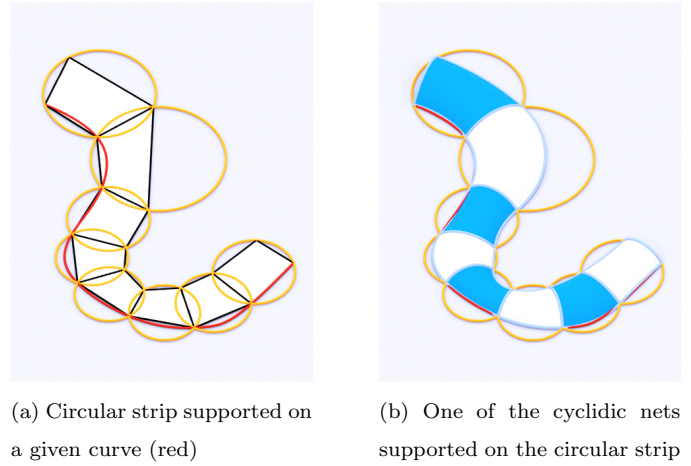 (a) Circular strip supported on
a given curve (red)
(b) One of the cyclidic nets
supported on the circular strip